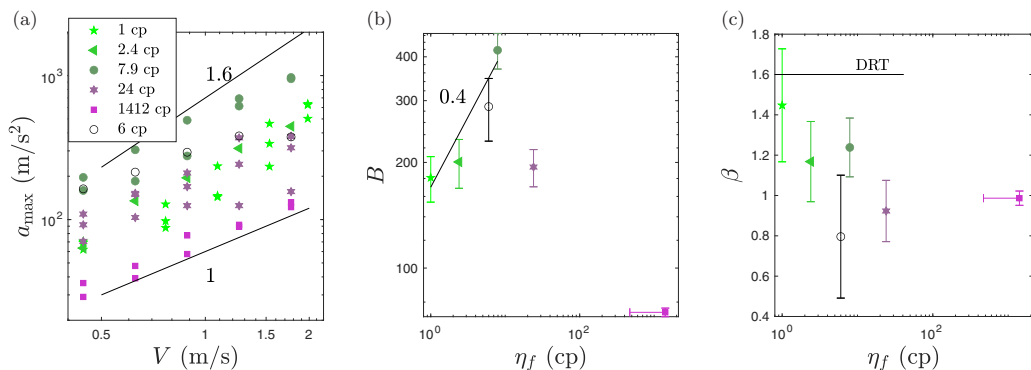 (a)
1 cp
2.4 cp
7.9 cp
24 cp
1412 cp
6 cp
1.6
1
10³
10²
a_max (m/s²)
0.5
1
1.5
2
V (m/s)
(b)
400
300
200
100
B
0.4
10⁰
10²
η_f (cp)
(c)
DRT
1.8
1.6
1.4
1.2
1
0.8
0.6
0.4
β
10⁰
10²
η_f (cp)